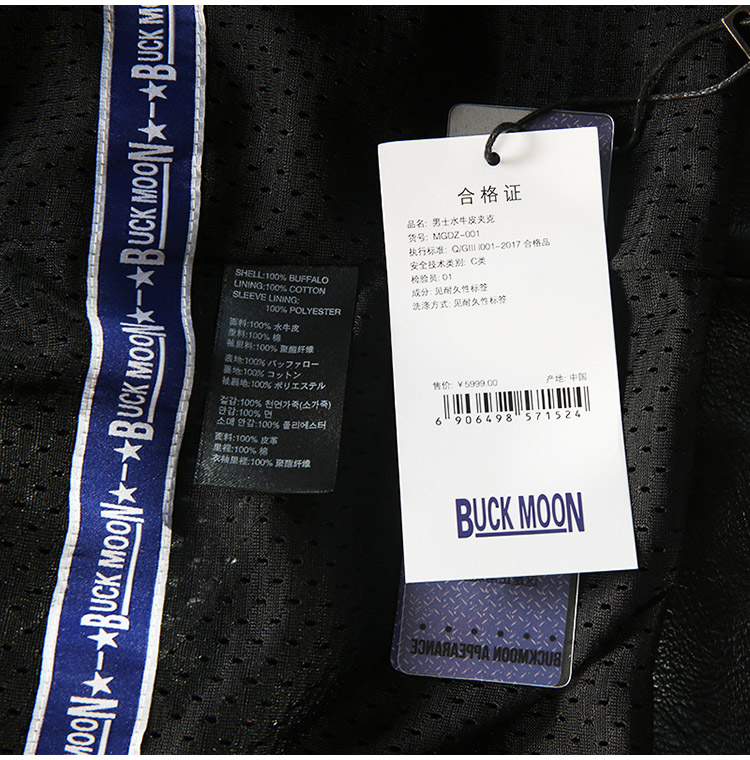 BUCK MOON
BUCK MOON
BUCK MOON
BUCK MOON
BUCK MOON
SHELL:100% BUFFALO
LINING:100% COTTON
SLEEVE LINING:
100% POLYESTER
面料:100% 水牛皮
里料:100% 棉
袖里料:100% 聚酯纤维
表地:100% バッファロー
裏地:100% コットン
袖裏地:100% ポリエステル
겉감:100% 천연가죽(소가죽)
안감:100% 면
소매 안감:100% 폴리에스터
面料:100% 皮革
里裡:100% 棉
衣袖里裡:100% 聚酯纖維
合格证
品名: 男士水牛皮夹克
货号: MGDZ-001
执行标准: Q/GIII I001-2017 合格品
安全技术类别: C类
检验员: 01
成分: 见耐久性标签
洗涤方式: 见耐久性标签
售价: ¥5999.00
产地: 中国
6 906498 571524
BUCK MOON
BUCKMOON APPEARANCE